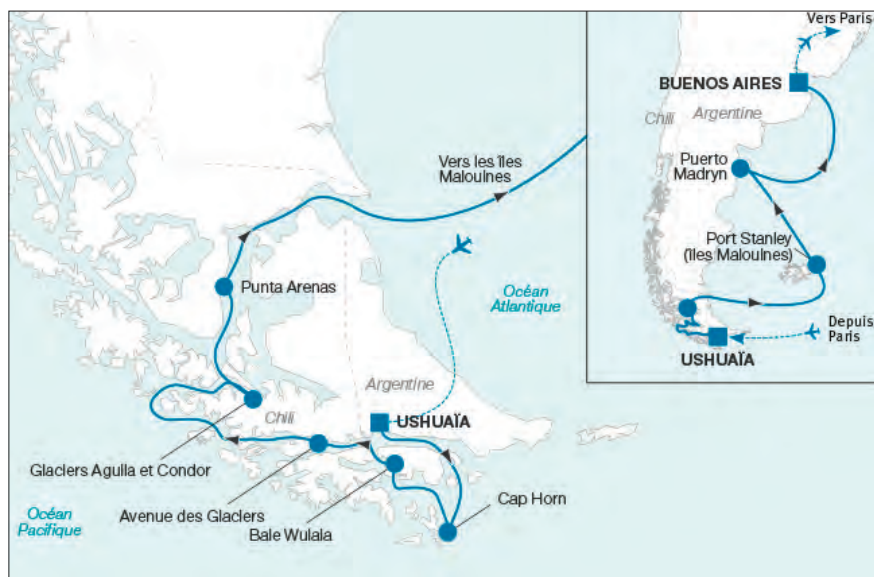 Vers les îles
Malouines
Punta Arenas
Océan
Atlantique
Argentine
USHUAÏA
Chili
Glaciers Aguila et Condor
Avenue des Glaciers
Baie Wulaia
Cap Horn
Océan
Pacifique
Vers Paris
BUENOS AIRES
Chili
Argentine
Puerto
Madryn
Port Stanley
(îles Malouines)
Depuis
Paris
USHUAÏA